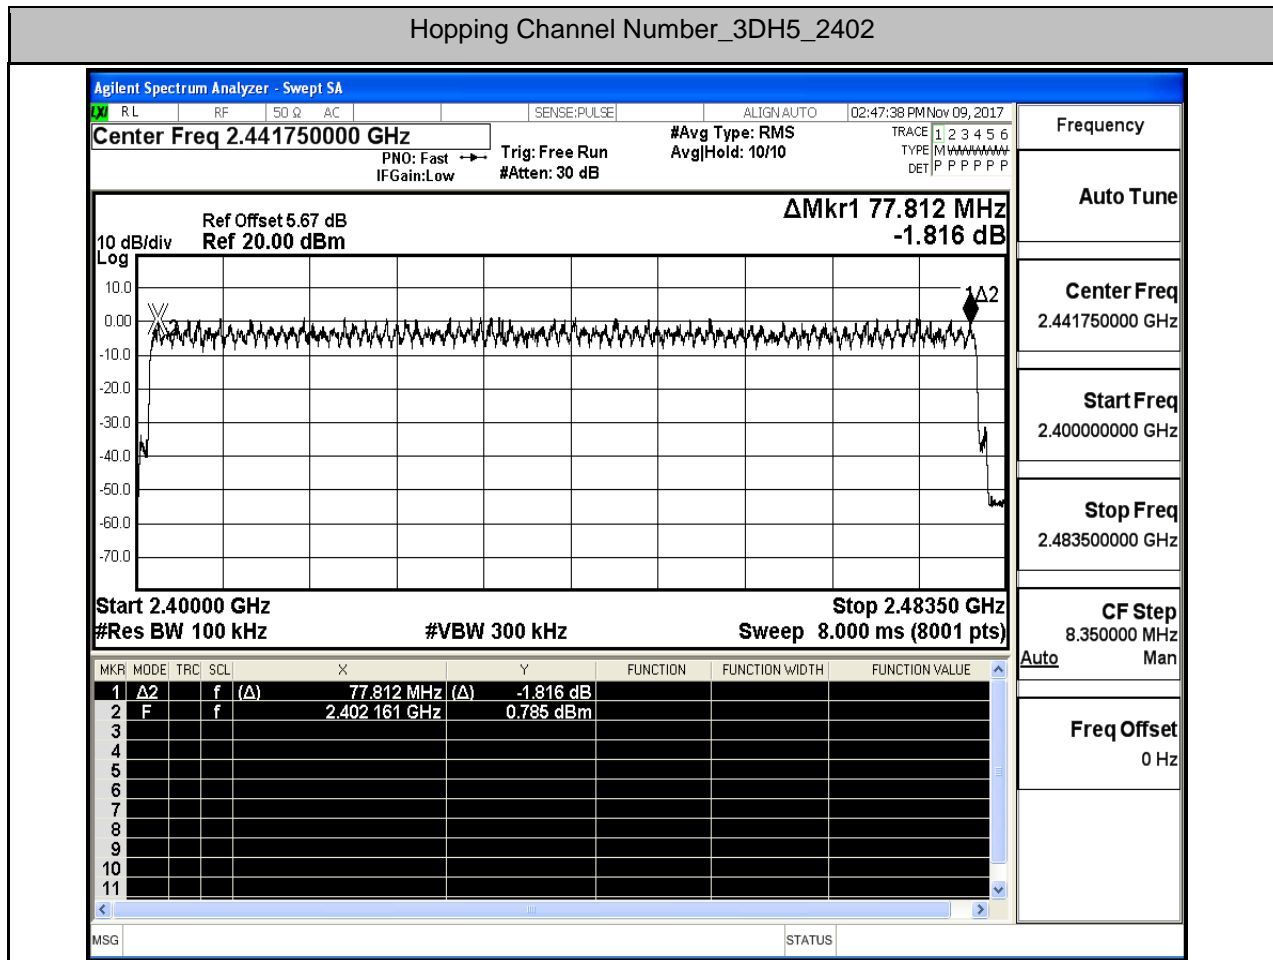 Hopping Channel Number_3DH5_2402
Agilent Spectrum Analyzer - Swept SA
LXI RL RF 50 Ω AC SENSE:PULSE ALIGN AUTO 02:47:38 PM Nov 09, 2017
Center Freq 2.441750000 GHz
PNO: Fast
IFGain:Low
Trig: Free Run
#Atten: 30 dB
#Avg Type: RMS
Avg|Hold: 10/10
TRACE 1 2 3 4 5 6
TYPE M WWWWW
DET P P P P P P
ΔMkr1 77.812 MHz
-1.816 dB
Ref Offset 5.67 dB
10 dB/div Ref 20.00 dBm
Log
10.0
0.00
-10.0
-20.0
-30.0
-40.0
-50.0
-60.0
-70.0
1Δ2
Start 2.40000 GHz Stop 2.48350 GHz
#Res BW 100 kHz #VBW 300 kHz Sweep 8.000 ms (8001 pts)
MKR MODE TRC SCL X Y FUNCTION FUNCTION WIDTH FUNCTION VALUE
1 Δ2 f (Δ) 77.812 MHz (Δ) -1.816 dB
2 F f 2.402 161 GHz 0.785 dBm
3
4
5
6
7
8
9
10
11
MSG STATUS
Frequency
Auto Tune
Center Freq
2.441750000 GHz
Start Freq
2.400000000 GHz
Stop Freq
2.483500000 GHz
CF Step
8.350000 MHz
Auto Man
Freq Offset
0 Hz